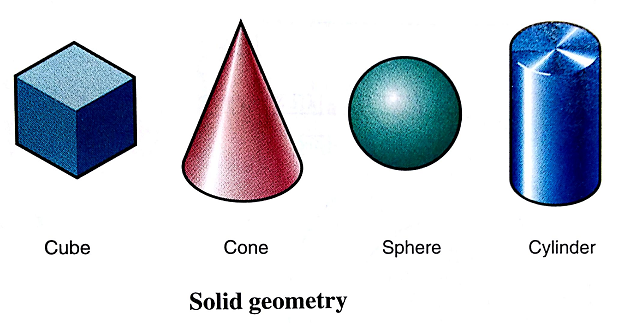 Cube Cone Sphere Cylinder
Solid geometry